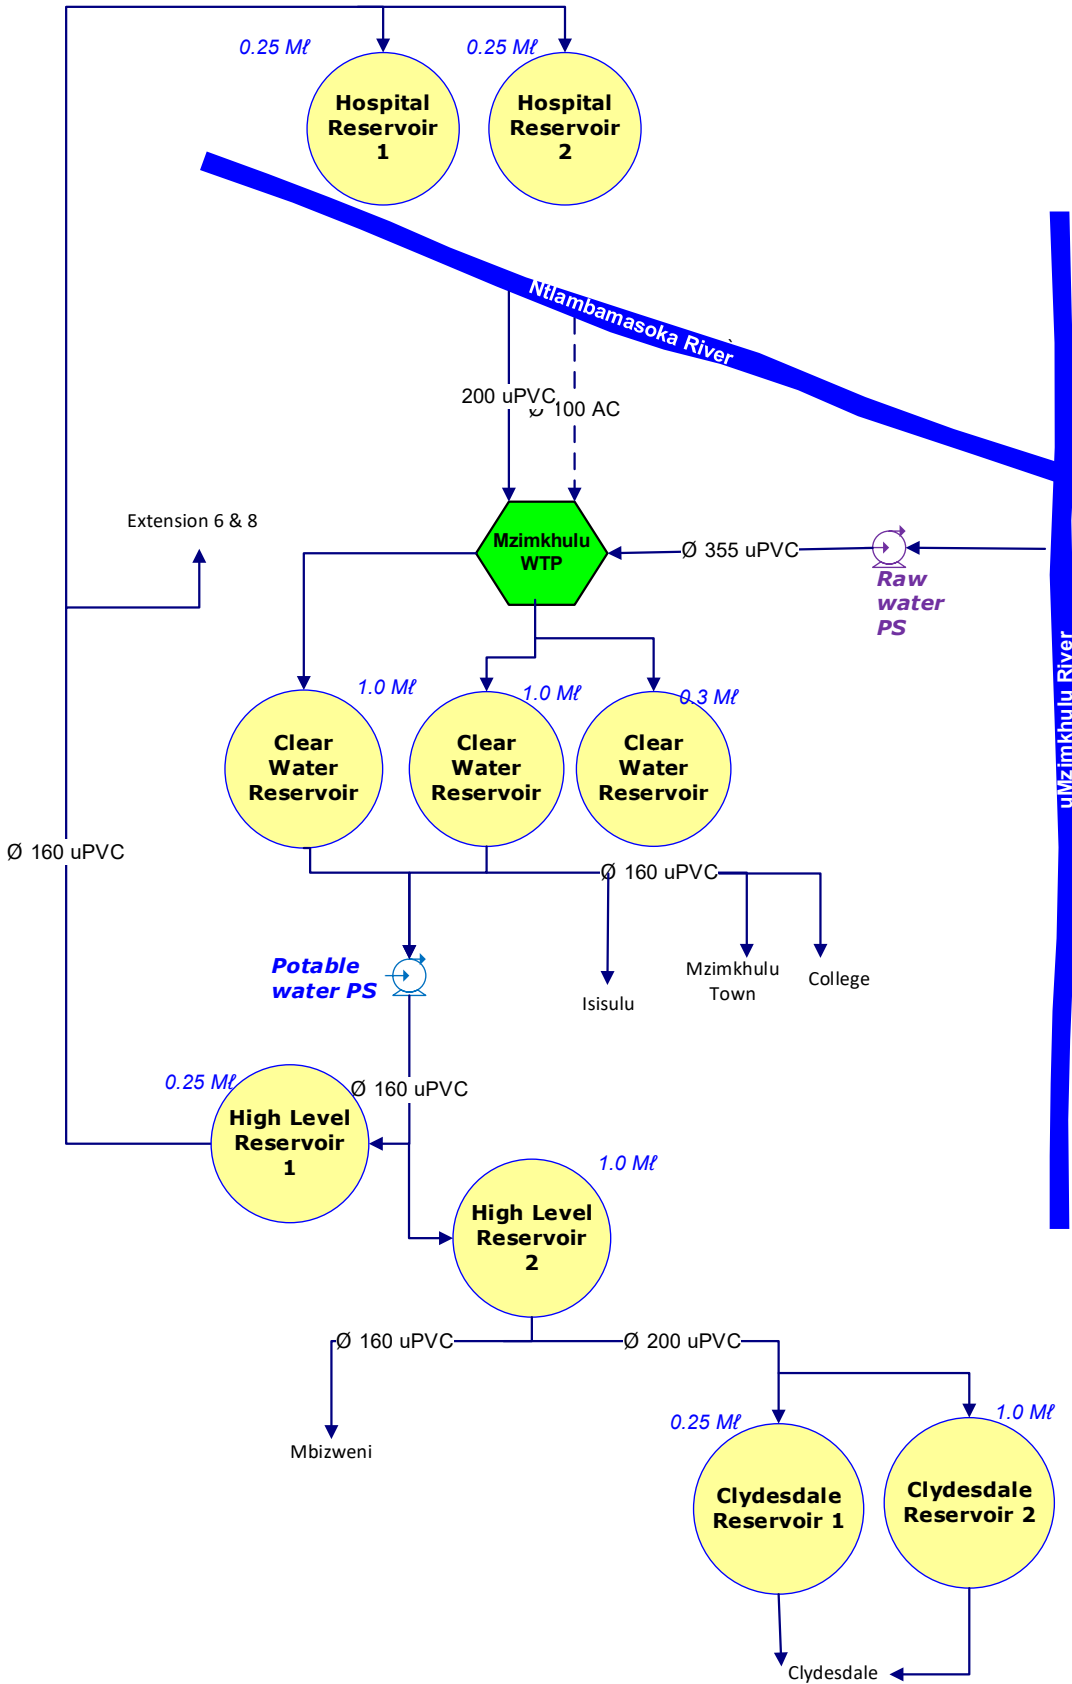 0.25 Mℓ
0.25 Mℓ
Hospital
Reservoir
1
Hospital
Reservoir
2
Ntlambamasoka River
200 uPVC
Ø 100 AC
Extension 6 & 8
Mzimkhulu
WTP
Ø 355 uPVC
Raw
water
PS
uMzimkhulu River
1.0 Mℓ
1.0 Mℓ
0.3 Mℓ
Clear
Water
Reservoir
Clear
Water
Reservoir
Clear
Water
Reservoir
Ø 160 uPVC
Ø 160 uPVC
Potable
water PS
Isisulu
Mzimkhulu
Town
College
0.25 Mℓ
Ø 160 uPVC
High Level
Reservoir
1
1.0 Mℓ
High Level
Reservoir
2
Ø 160 uPVC
Ø 200 uPVC
Mbizweni
0.25 Mℓ
1.0 Mℓ
Clydesdale
Reservoir 1
Clydesdale
Reservoir 2
Clydesdale